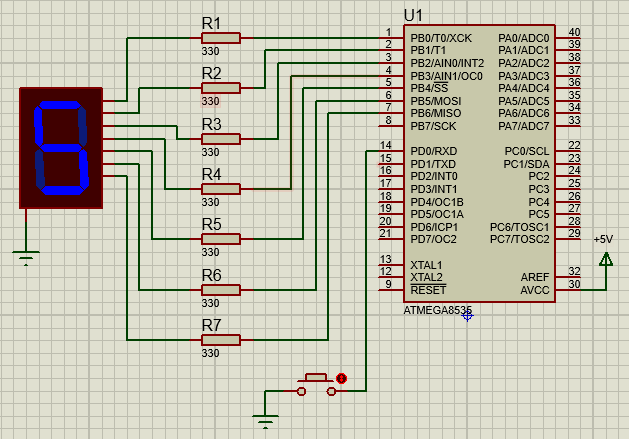 U1
R1
330
R2
330
R3
330
R4
330
R5
330
R6
330
R7
330
1 PB0/T0/XCK PA0/ADC0 40
2 PB1/T1 PA1/ADC1 39
3 PB2/AIN0/INT2 PA2/ADC2 38
4 PB3/AIN1/OC0 PA3/ADC3 37
5 PB4/SS PA4/ADC4 36
6 PB5/MOSI PA5/ADC5 35
7 PB6/MISO PA6/ADC6 34
8 PB7/SCK PA7/ADC7 33
14 PD0/RXD PC0/SCL 22
15 PD1/TXD PC1/SDA 23
16 PD2/INT0 PC2 24
17 PD3/INT1 PC3 25
18 PD4/OC1B PC4 26
19 PD5/OC1A PC5 27
20 PD6/ICP1 PC6/TOSC1 28
21 PD7/OC2 PC7/TOSC2 29
+5V
13 XTAL1
12 XTAL2 AREF 32
9 RESET AVCC 30
ATMEGA8535